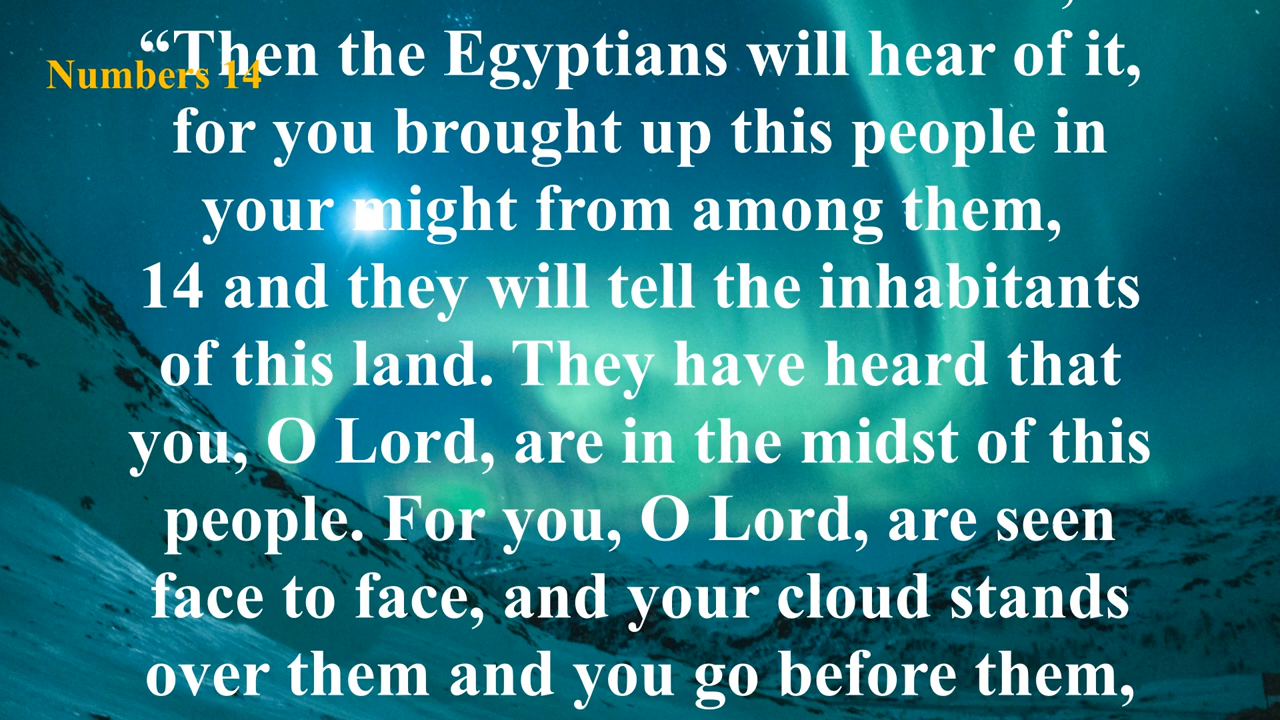 “Then the Egyptians will hear of it,
Numbers 14
for you brought up this people in
your might from among them,
14 and they will tell the inhabitants
of this land. They have heard that
you, O Lord, are in the midst of this
people. For you, O Lord, are seen
face to face, and your cloud stands
over them and you go before them,